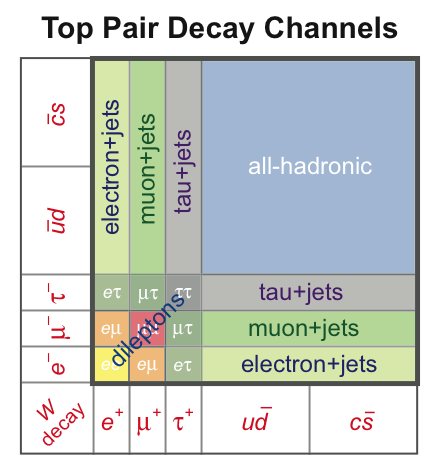 Top Pair Decay Channels
c̄s
electron+jets
muon+jets
tau+jets
all-hadronic
ūd
τ⁻
eτ
μτ
ττ
tau+jets
μ⁻
eμ
μμ
μτ
muon+jets
e⁻
ee
eμ
eτ
electron+jets
dileptons
W decay
e⁺
μ⁺
τ⁺
ud̄
cs̄